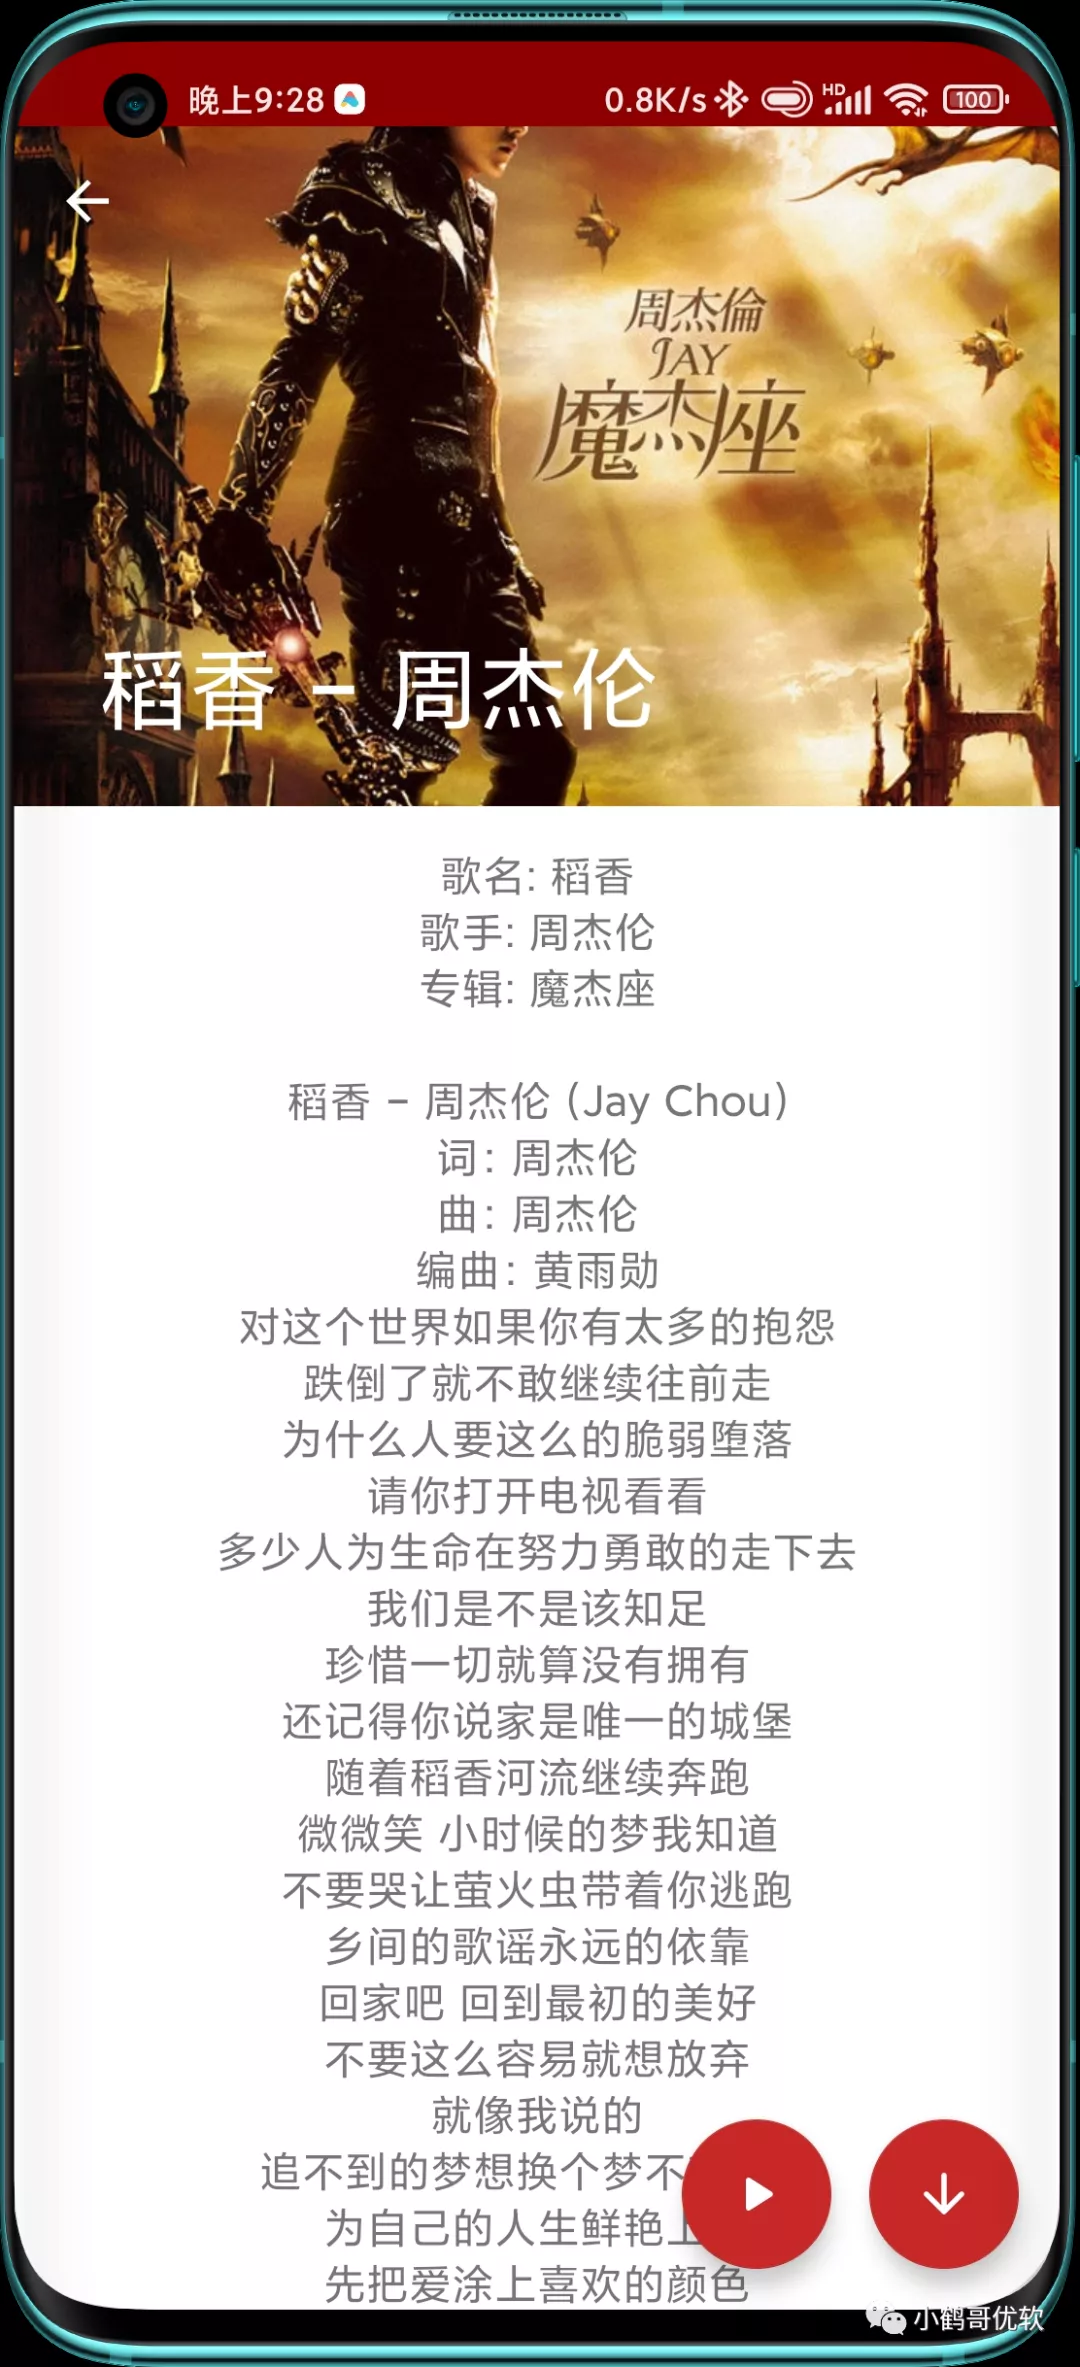 晚上9:28
0.8K/s HD 100
周杰倫
JAY
魔杰座
稻香 - 周杰伦
歌名: 稻香
歌手: 周杰伦
专辑: 魔杰座
稻香 - 周杰伦 (Jay Chou)
词: 周杰伦
曲: 周杰伦
编曲: 黄雨勋
对这个世界如果你有太多的抱怨
跌倒了就不敢继续往前走
为什么人要这么的脆弱堕落
请你打开电视看看
多少人为生命在努力勇敢的走下去
我们是不是该知足
珍惜一切就算没有拥有
还记得你说家是唯一的城堡
随着稻香河流继续奔跑
微微笑 小时候的梦我知道
不要哭让萤火虫带着你逃跑
乡间的歌谣永远的依靠
回家吧 回到最初的美好
不要这么容易就想放弃
就像我说的
追不到的梦想换个梦不
为自己的人生鲜艳上
先把爱涂上喜欢的颜色
小鹤哥优软